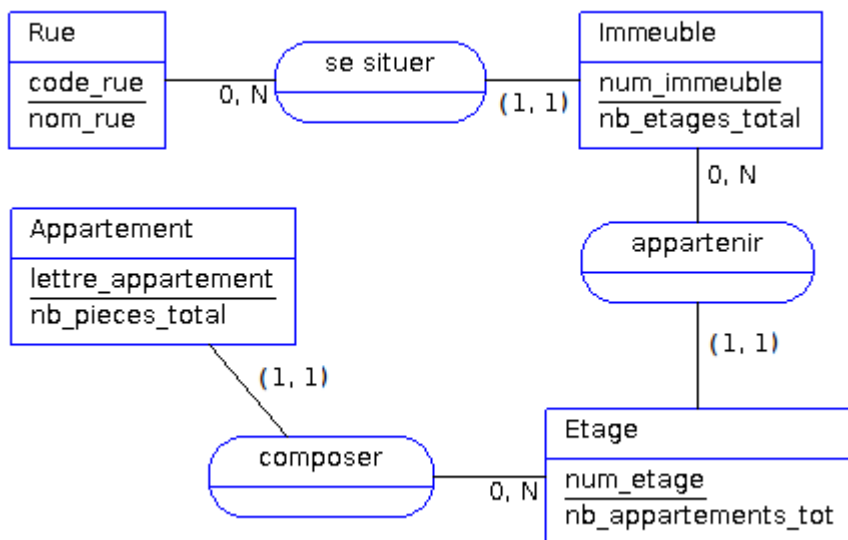 Rue
code_rue
nom_rue
0, N
se situer
(1, 1)
Immeuble
num_immeuble
nb_etages_total
0, N
appartenir
(1, 1)
Appartement
lettre_appartement
nb_pieces_total
(1, 1)
composer
0, N
Etage
num_etage
nb_appartements_tot